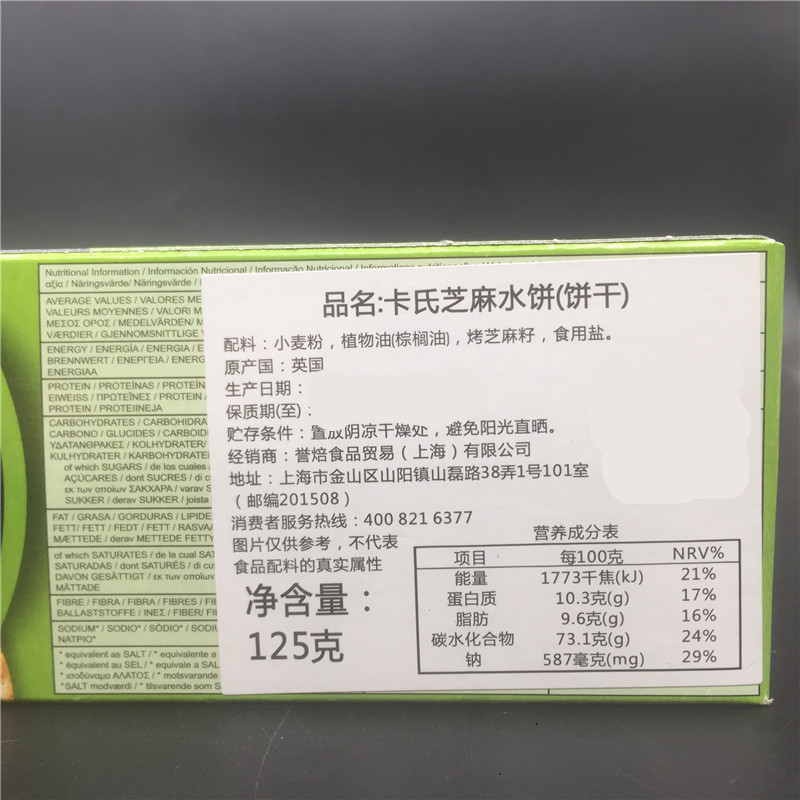 Nutritional Information / Información Nutricional / Informação Nutricional /
αξία / Näringsvärde/ Näringsvärde /
AVERAGE VALUES / VALORES ME
VALEURS MOYENNES / VALORI M
ΜΕΣΟΣ ΟΡΟΣ / MEDELVÄRDEN/ M
VÆRDIER / GJENNOMSNITTLIGE
ENERGY / ENERGÍA / ENERGIA / E
BRENNWERT / ΕΝΕΡΓΕΙΑ / ENERG
ENERGIAA
PROTEIN / PROTEÍNAS / PROTEÍN
EIWEISS / ΠΡΩΤΕΪΝΕΣ / PROTEIN
PROTEIN / PROTEIINEJA
CARBOHYDRATES / CARBOHIDRA
CARBONO / GLUCIDES / CARBOID
ΥΔΑΤΑΝΘΡΑΚΕΣ / KOLHYDRATER/
KULHYDRATER / KARBOHYDRATE
of which SUGARS / de los cuales
AÇÚCARES / dont SUCRES / di c
εκ των οποίων ΣΑΚΧΑΡΑ / varav S
SUKKER / derav SUKKER / joista
FAT / GRASA / GORDURAS / LIPIDE
FETT/ FETT / FEDT / FETT / RASVA
MÆTTEDE / derav METTEDE FETTY
of which SATURATES / de la cual SAT
SATURADAS / dont SATURÉS / di cu
DAVON GESÄTTIGT / εκ των οποίων
MÄTTADE
FIBRE / FIBRA / FIBRA / FIBRES / FI
BALLASTSTOFFE / ΙΝΕΣ / FIBER/ FI
SODIUM* / SODIO* / SÓDIO* / SODI
ΝΑΤΡΙΟ*
* equivalent as SALT / * equivalente a
* équivalent au SEL / * equivale a SAL
* ισοδύναμο ΑΛΑΤΟΣ / * motsvarande
*SALT modværdi / * tilsvarende som S
品名:卡氏芝麻水饼(饼干)
配料：小麦粉，植物油(棕榈油)，烤芝麻籽，食用盐。
原产国：英国
生产日期：
保质期(至)：
贮存条件：置放阴凉干燥处，避免阳光直晒。
经销商：誉焙食品贸易（上海）有限公司
地址：上海市金山区山阳镇山磊路38弄1号101室
（邮编201508）
消费者服务热线：400 821 6377
图片仅供参考，不代表
食品配料的真实属性
净含量：
125克
营养成分表
项目 每100克 NRV%
能量 1773千焦(kJ) 21%
蛋白质 10.3克(g) 17%
脂肪 9.6克(g) 16%
碳水化合物 73.1克(g) 24%
钠 587毫克(mg) 29%